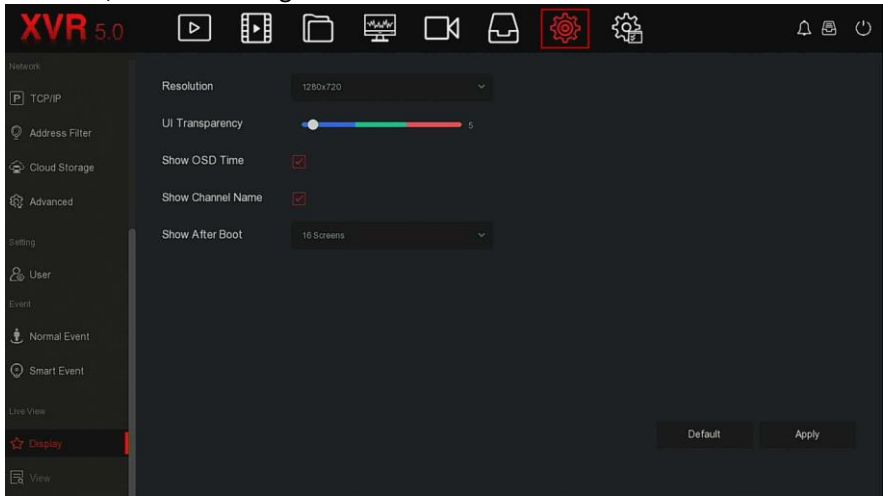 XVR 5.0
Network
P TCP/IP
Address Filter
Cloud Storage
Advanced
Setting
User
Event
Normal Event
Smart Event
Live View
Display
View
Resolution 1280x720
UI Transparency 5
Show OSD Time
Show Channel Name
Show After Boot 16 Screens
Default Apply